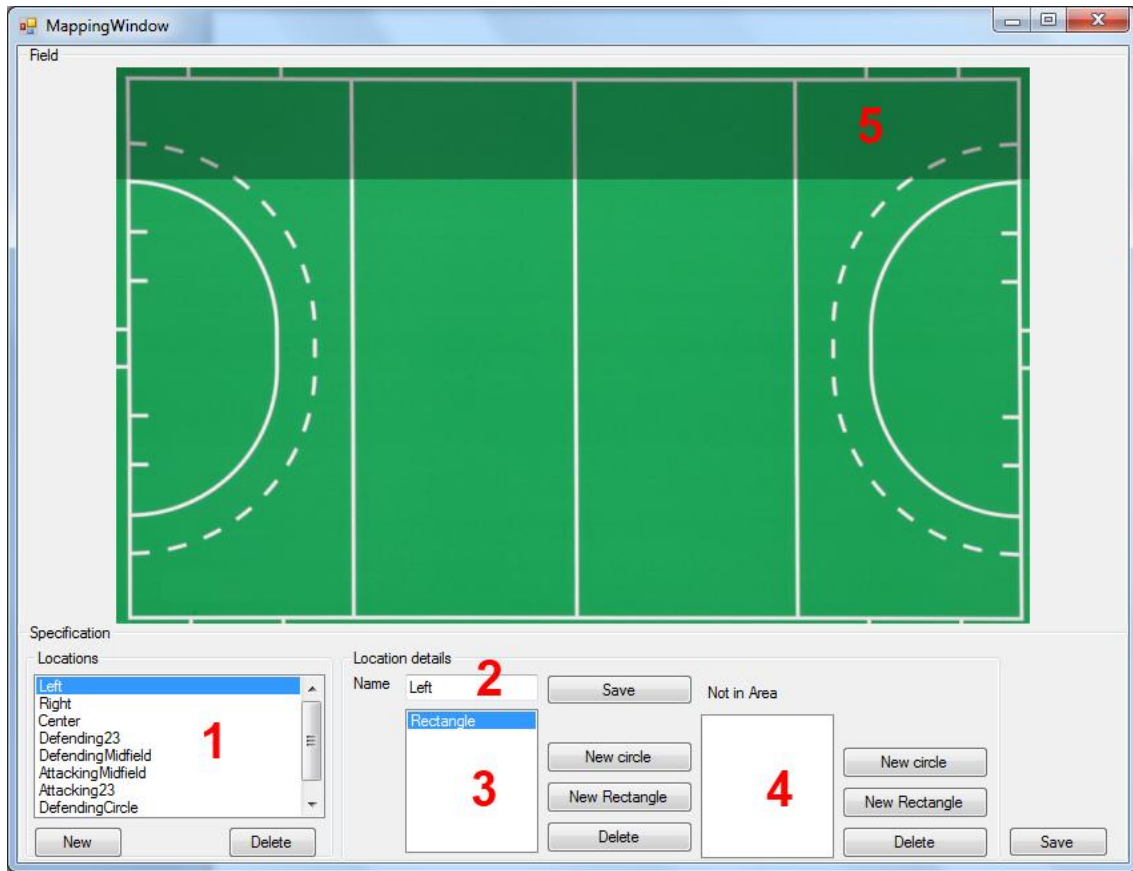 MappingWindow
Field
5
Specification
Locations
Left
Right
Center
Defending23
DefendingMidfield
AttackingMidfield
Attacking23
DefendingCircle
1
New
Delete
Location details
Name
Left
2
Save
Rectangle
3
New circle
New Rectangle
Delete
Not in Area
4
New circle
New Rectangle
Delete
Save